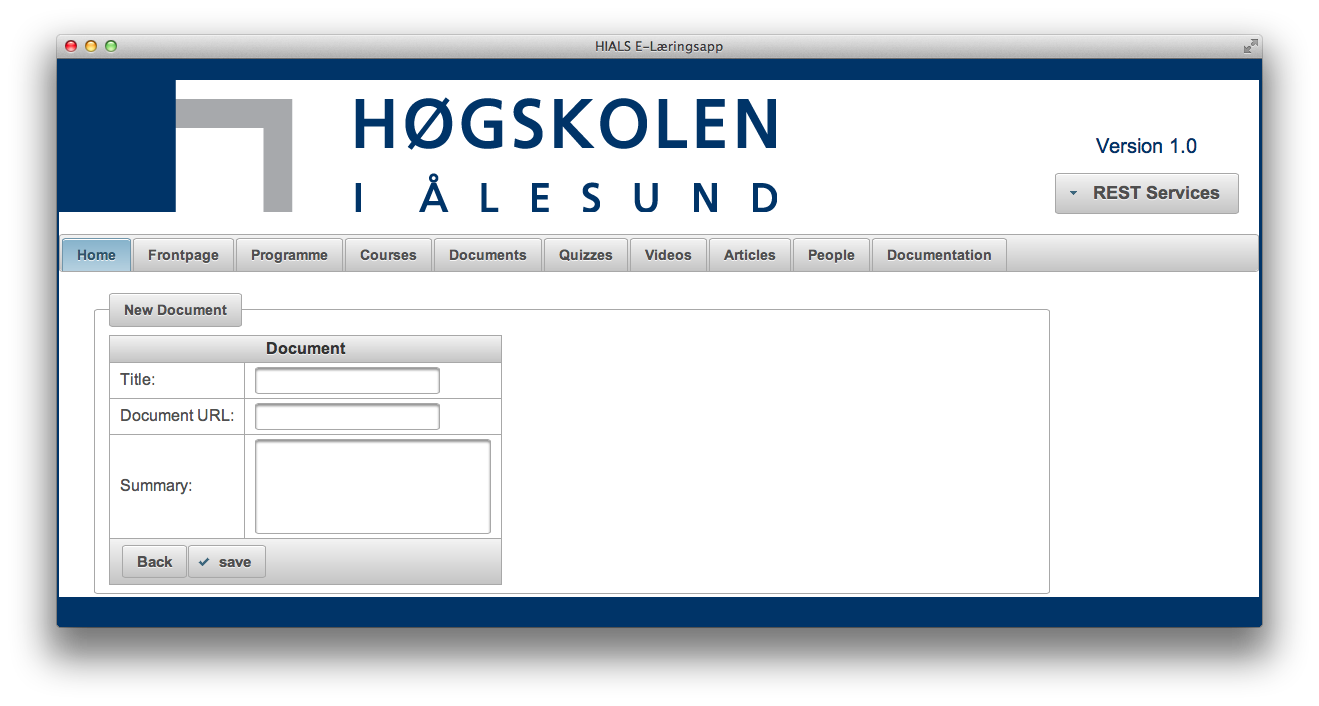 HIALS E-Læringsapp
HØGSKOLEN
I ÅLESUND
Version 1.0
REST Services
Home Frontpage Programme Courses Documents Quizzes Videos Articles People Documentation
New Document
Document
Title:
Document URL:
Summary:
Back save